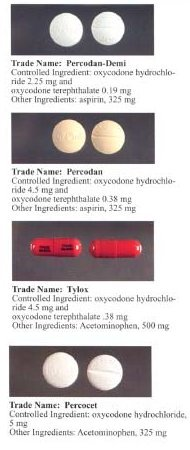 Trade Name: Percodan-Demi
Controlled Ingredient: oxycodone hydrochlo-
ride 2.25 mg and
oxycodone terephthalate 0.19 mg
Other Ingredients: aspirin, 325 mg
Trade Name: Percodan
Controlled Ingredient: oxycodone hydrochlo-
ride 4.5 mg and
oxycodone terephthalate 0.38 mg
Other Ingredients: aspirin, 325 mg
Trade Name: Tylox
Controlled Ingredient: oxycodone hydrochlo-
ride 4.5 mg and
oxycodone terephthalate .38 mg
Other Ingredients: Acetominophen, 500 mg
Trade Name: Percocet
Controlled Ingredient: oxycodone hydrochloride,
5 mg
Other Ingredients: Acetominophen, 325 mg